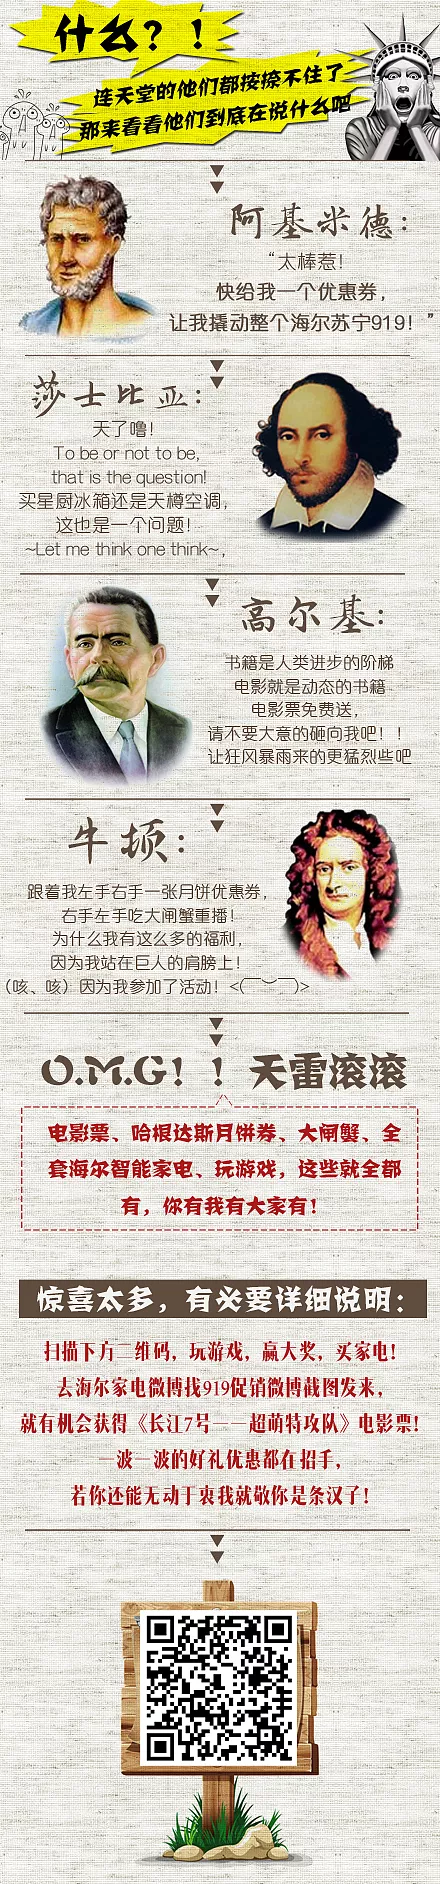 什么？！
连天堂的他们都按捺不住了
那来看看他们到底在说什么吧
阿基米德：
“太棒惹！
快给我一个优惠券，
让我撬动整个海尔苏宁919！”
莎士比亚：
天了噜！
To be or not to be,
that is the question!
买星厨冰箱还是天樽空调，
这也是一个问题！
~Let me think one think~,
高尔基：
书籍是人类进步的阶梯
电影就是动态的书籍
电影票免费送，
请不要大意的砸向我吧！！
让狂风暴雨来的更猛烈些吧
牛顿：
跟着我左手右手一张月饼优惠券，
右手左手吃大闸蟹重播！
为什么我有这么多的福利，
因为我站在巨人的肩膀上！
（咳、咳）因为我参加了活动！<(￣︶￣)>
O.M.G！！天雷滚滚
电影票、哈根达斯月饼券、大闸蟹、全
套海尔智能家电、玩游戏，这些就全都
有，你有我有大家有！
惊喜太多，有必要详细说明：
扫描下方二维码，玩游戏，赢大奖，买家电！
去海尔家电微博找919促销微博截图发来，
就有机会获得《长江7号——超萌特攻队》电影票！
一波一波的好礼优惠都在招手，
若你还能无动于衷我就敬你是条汉子！